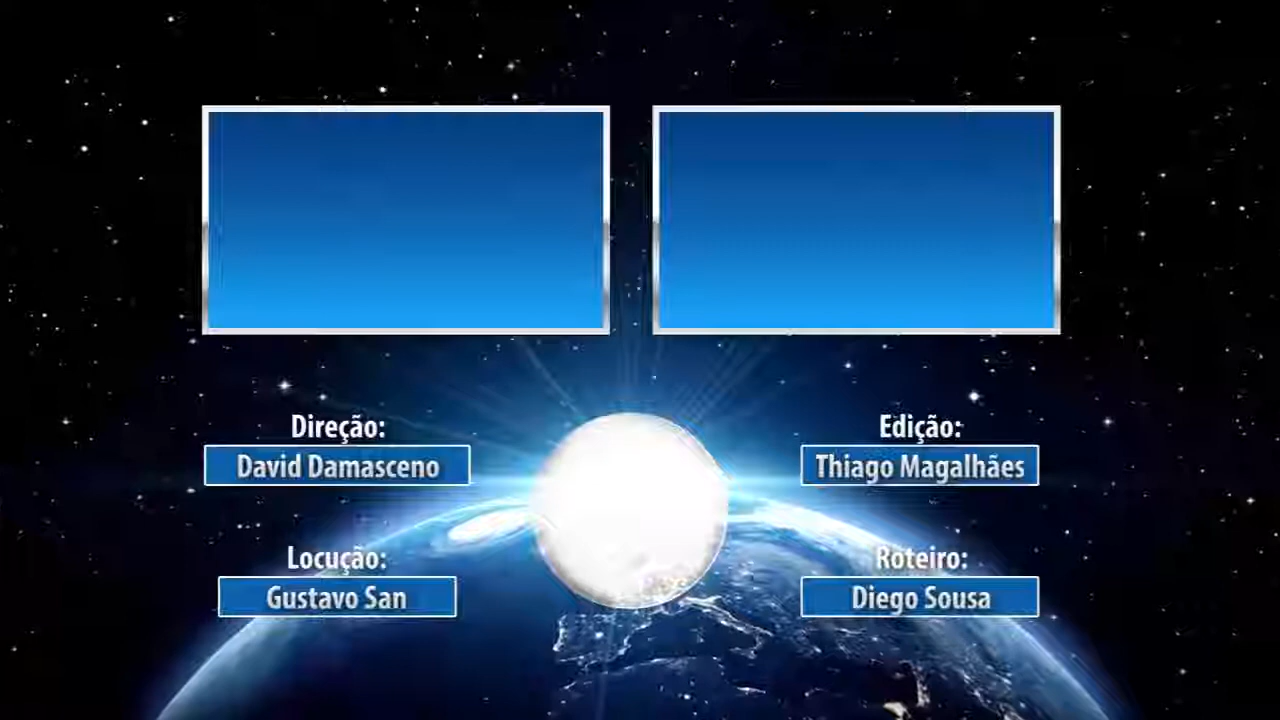 Direção:
David Damasceno
Edição:
Thiago Magalhães
Locução:
Gustavo San
Roteiro:
Diego Sousa